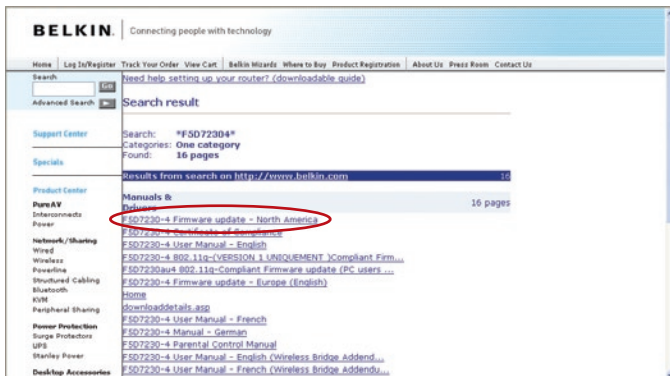 BELKIN. Connecting people with technology
Home Log In/Register Track Your Order View Cart Belkin Wizards Where to Buy Product Registration About Us Press Room Contact Us
Search
Go
Advanced Search
Need help setting up your router? (downloadable guide)
Search result
Support Center
Specials
Product Center
PureAV
Interconnects
Power
Network/Sharing
Wired
Wireless
Powerline
Structured Cabling
Bluetooth
KVM
Peripheral Sharing
Power Protection
Surge Protectors
UPS
Stanley Power
Desktop Accessories
Search: *F5D72304*
Categories: One category
Found: 16 pages
Results from search on http://www.belkin.com 16
Manuals & Drivers 16 pages
F5D7230-4 Firmware update - North America
F5D7230-4 Certificate of Compliance
F5D7230-4 User Manual - English
F5D7230-4 802.11g-(VERSION 1 UNIQUEMENT )Compliant Firm...
F5D7230au4 802.11g-Compliant Firmware update (PC users ...
F5D7230-4 Firmware update - Europe (English)
Home
downloaddetails.asp
F5D7230-4 User Manual - French
F5D7230-4 Manual - German
F5D7230-4 Parental Control Manual
F5D7230-4 User Manual - English (Wireless Bridge Addend...
F5D7230-4 User Manual - French (Wireless Bridge Addendu...